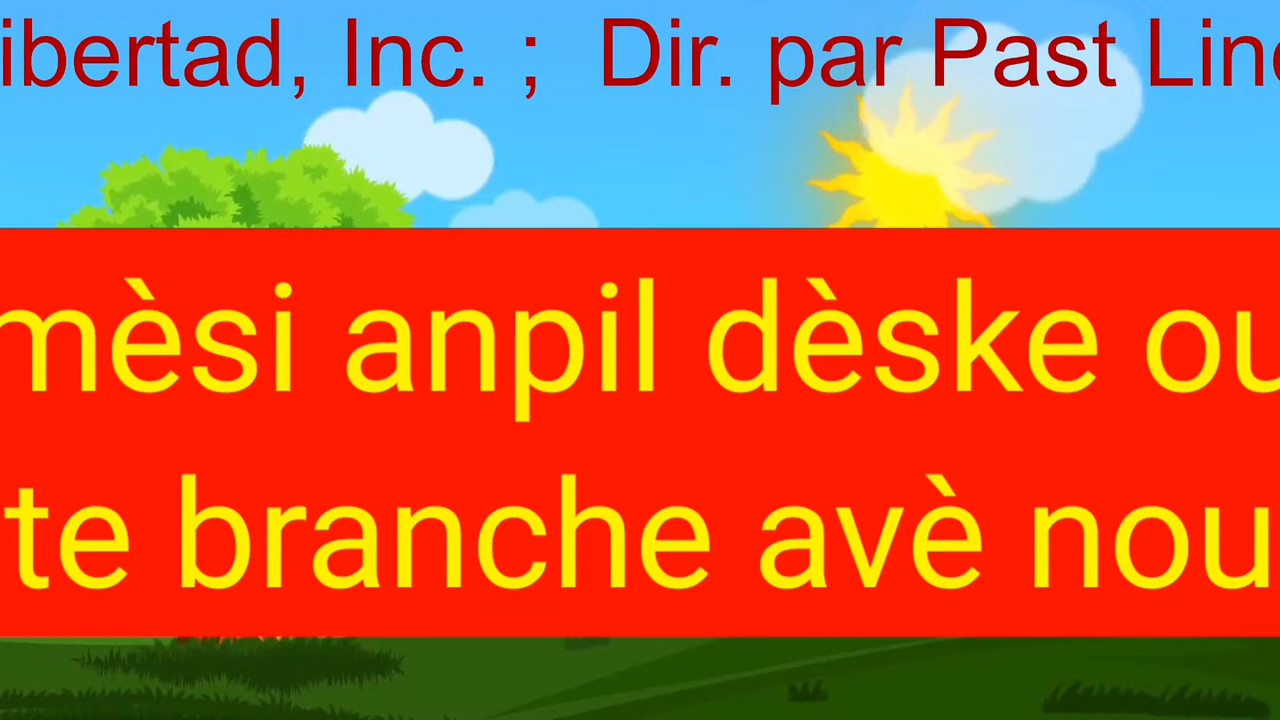 ibertad, Inc. ; Dir. par Past Lin
mèsi anpil dèske ou
te branche avè nou